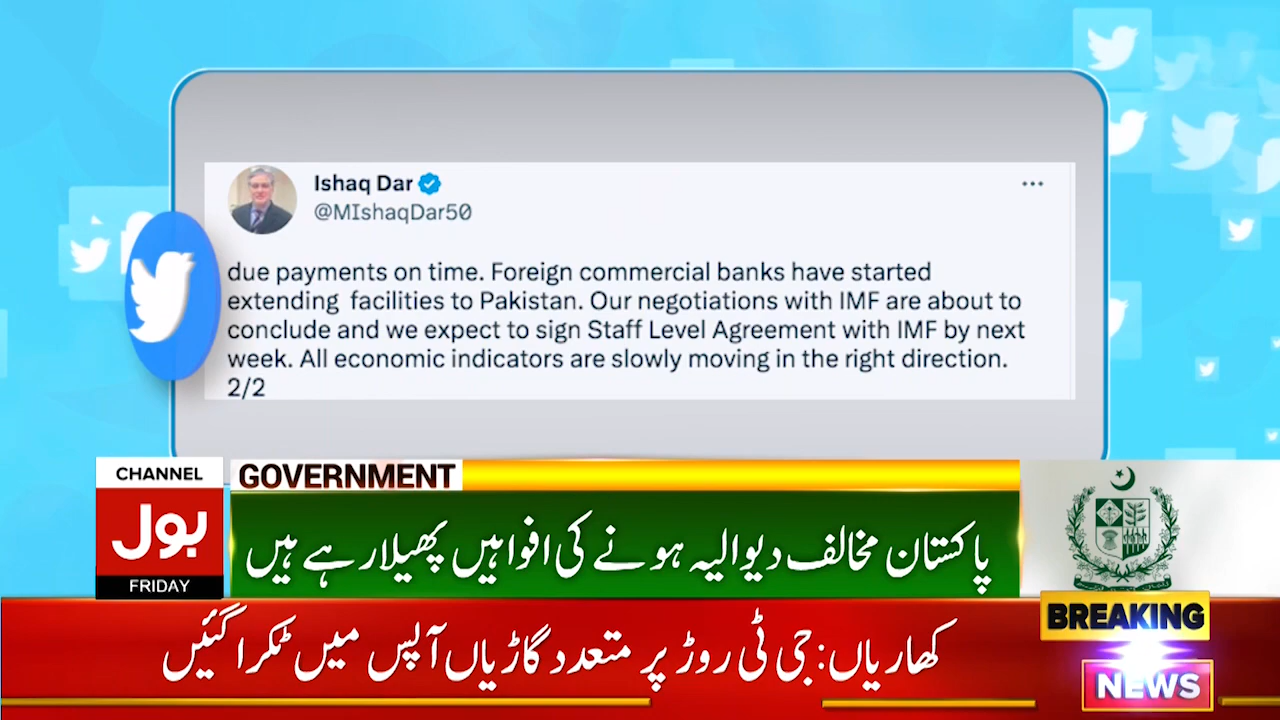 Ishaq Dar
@MIshaqDar50
due payments on time. Foreign commercial banks have started
extending facilities to Pakistan. Our negotiations with IMF are about to
conclude and we expect to sign Staff Level Agreement with IMF by next
week. All economic indicators are slowly moving in the right direction.
2/2
CHANNEL
بول
FRIDAY
GOVERNMENT
پاکستان مخالف دیوالیہ ہونے کی افواہیں پھیلا رہے ہیں
کھاریاں: جی ٹی روڑ پر متعدد گاڑیاں آپس میں ٹکرا گئیں
BREAKING
NEWS